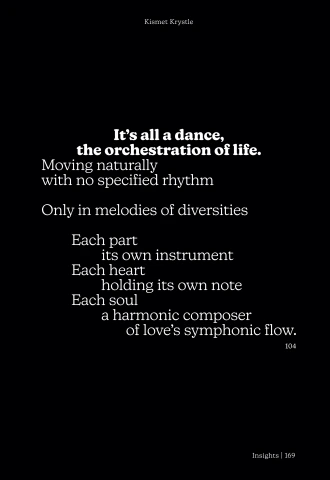 Kismet Krystle
It's all a dance,
the orchestration of life.
Moving naturally
with no specified rhythm
Only in melodies of diversities
Each part
its own instrument
Each heart
holding its own note
Each soul
a harmonic composer
of love's symphonic flow.
104
Insights | 169